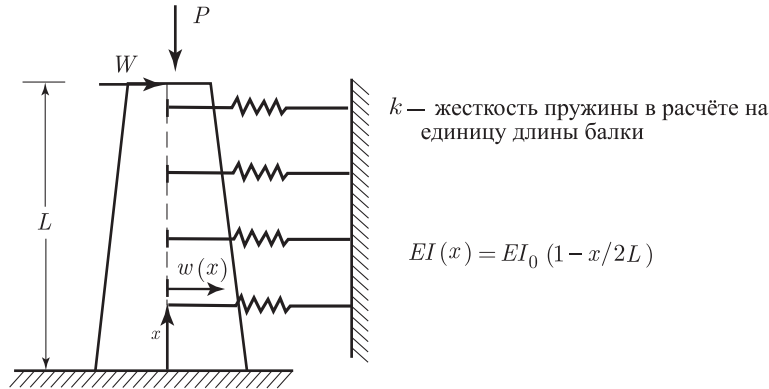 P
W
k — жесткость пружины в расчёте на
единицу длины балки
L
EI(x) = EI₀ (1 − x/2L)
w(x)
x